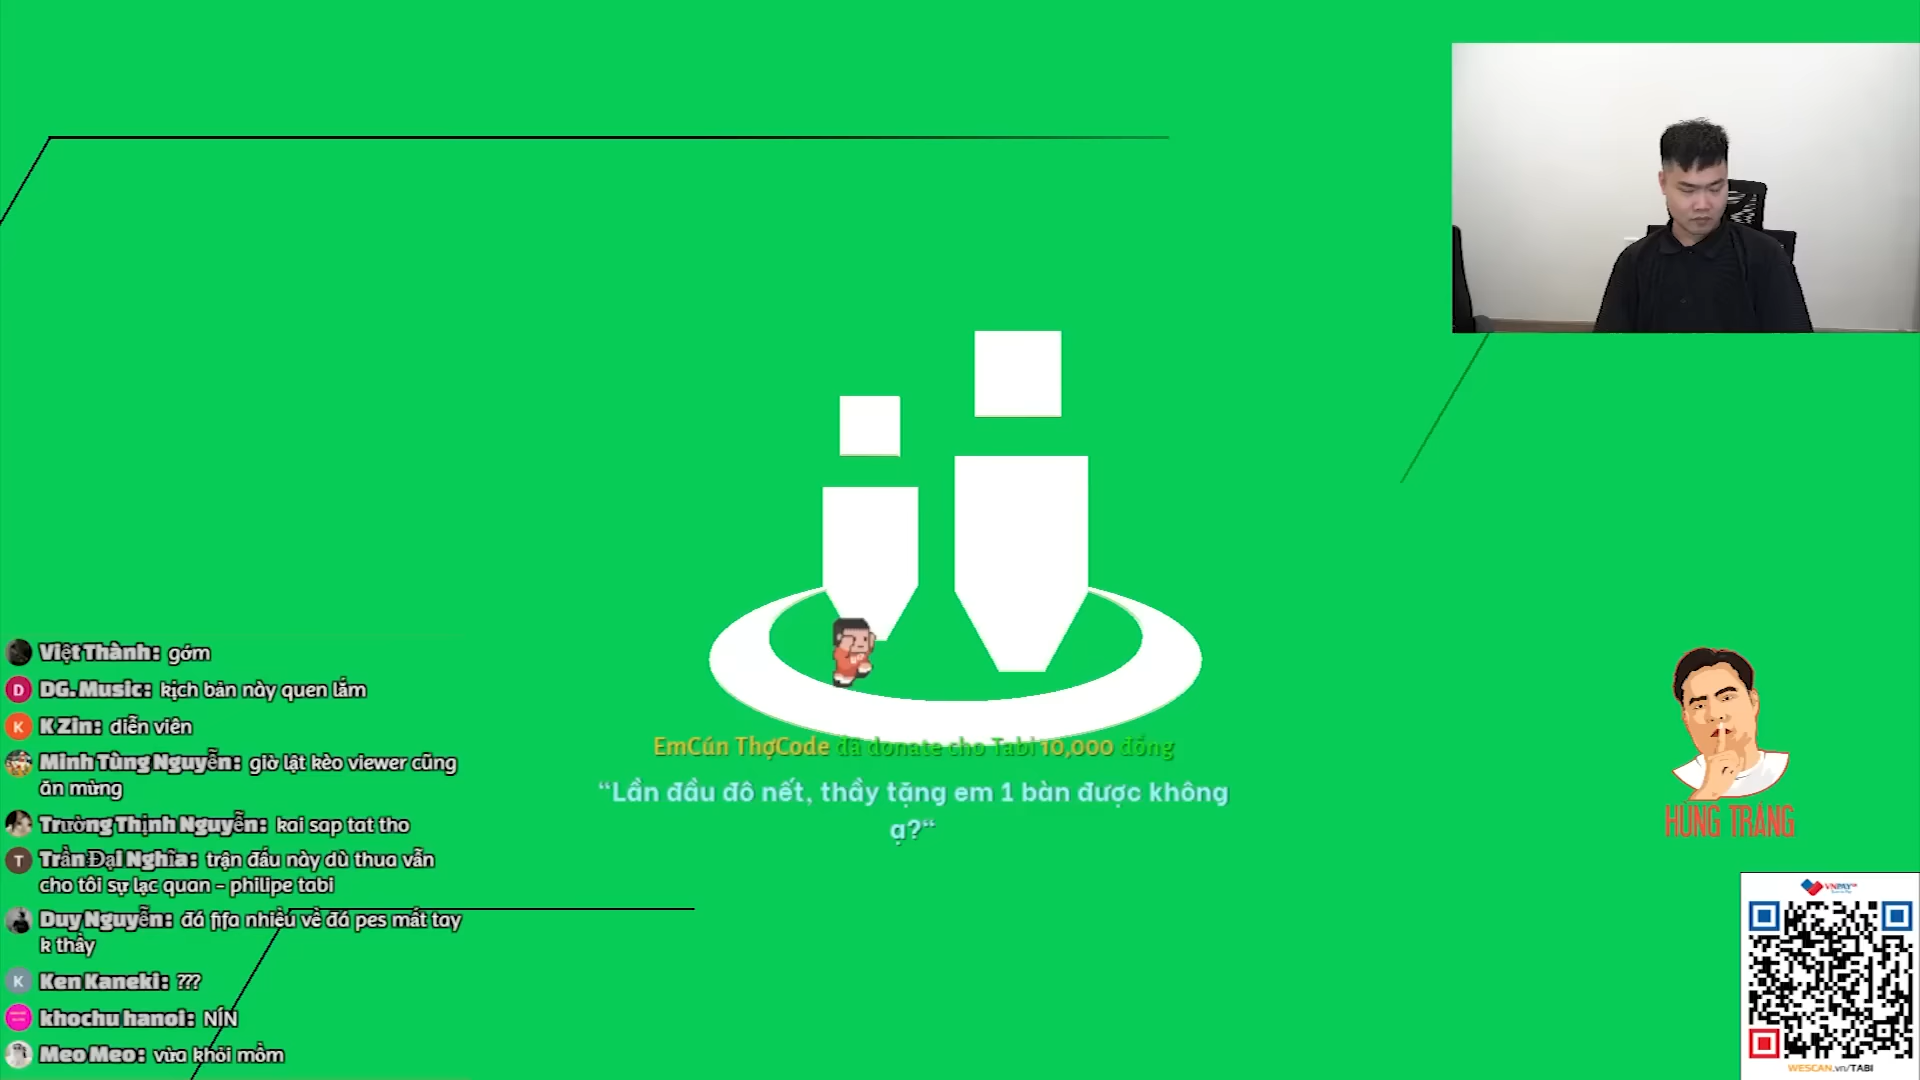 Việt Thành: gớm
DG. Music: kịch bản này quen lắm
K Zin: diễn viên
Minh Tùng Nguyễn: giờ lật kèo viewer cũng
ăn mừng
Trường Thịnh Nguyễn: kai sap tat tho
Trần Đại Nghĩa: trận đấu này dù thua vẫn
cho tôi sự lạc quan - philipe tabi
Duy Nguyễn: đá fifa nhiều về đá pes mất tay
k thầy
Ken Kaneki: ???
khochu hanoi: NÍN
Meo Meo: vừa khỏi mồm
EmCún ThợCode đã donate cho Tabi 10,000 đồng
“Lần đầu đô nết, thầy tặng em 1 bàn được không
ạ?“
HÙNG TRÁNG
VNPAY
WESCAN.vn/TABI